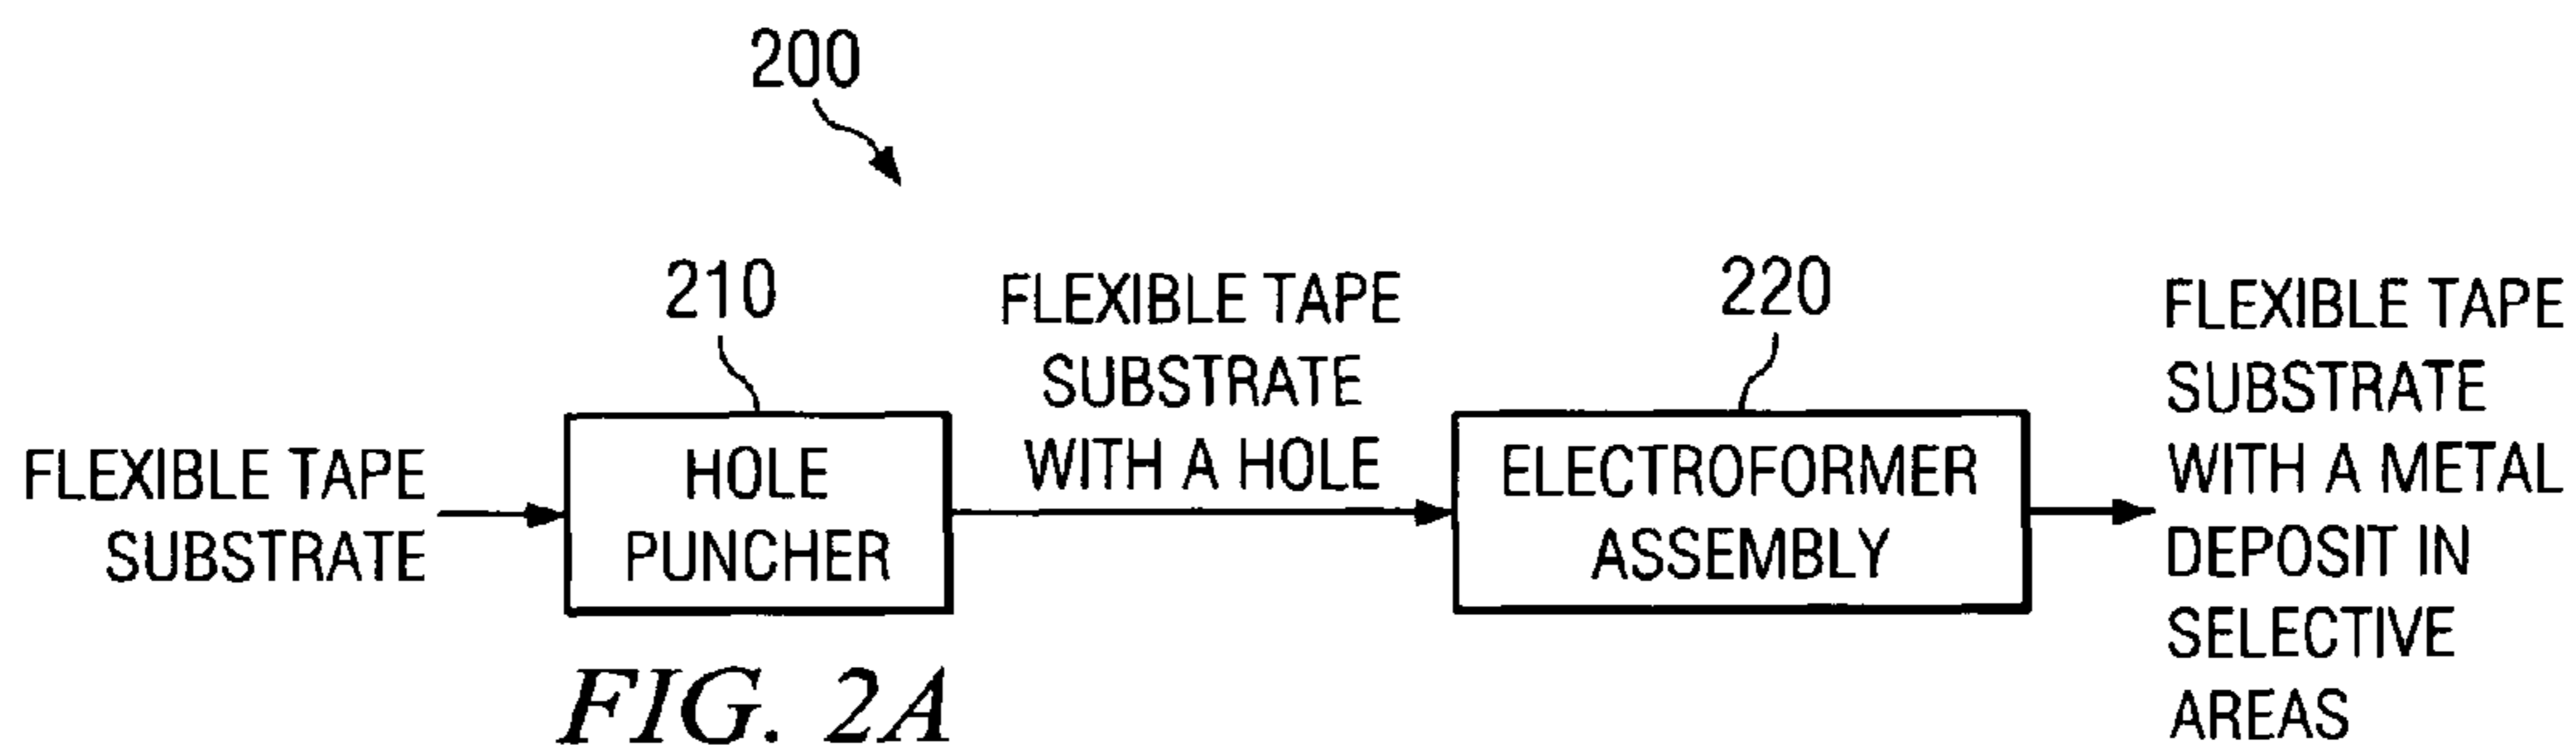 200
FLEXIBLE TAPE
SUBSTRATE
210
HOLE
PUNCHER
FLEXIBLE TAPE
SUBSTRATE
WITH A HOLE
220
ELECTROFORMER
ASSEMBLY
FLEXIBLE TAPE
SUBSTRATE
WITH A METAL
DEPOSIT IN
SELECTIVE
AREAS
FIG. 2A